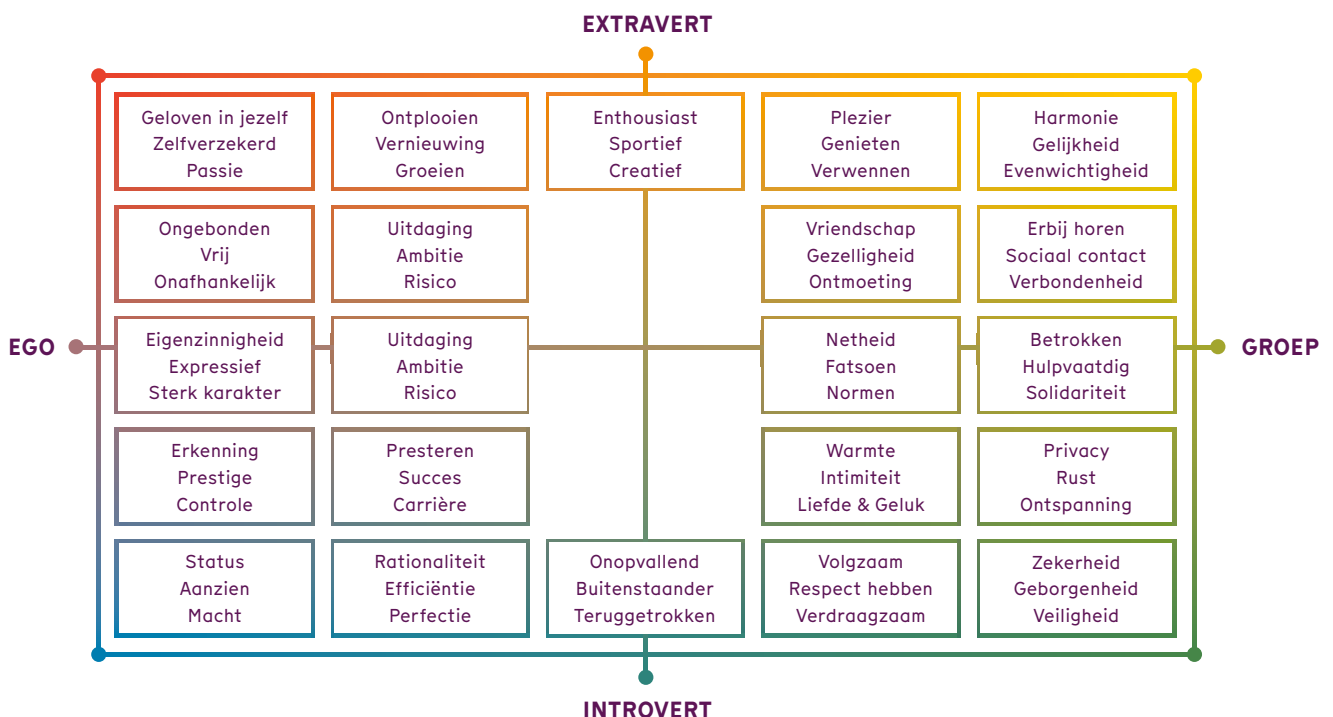 EXTRAVERT
Geloven in jezelf
Zelfverzekerd
Passie
Ontplooien
Vernieuwing
Groeien
Enthousiast
Sportief
Creatief
Plezier
Genieten
Verwennen
Harmonie
Gelijkheid
Evenwichtigheid
Ongebonden
Vrij
Onafhankelijk
Uitdaging
Ambitie
Risico
Vriendschap
Gezelligheid
Ontmoeting
Erbij horen
Sociaal contact
Verbondenheid
EGO
Eigenzinnigheid
Expressief
Sterk karakter
Uitdaging
Ambitie
Risico
Netheid
Fatsoen
Normen
Betrokken
Hulpvaatdig
Solidariteit
GROEP
Erkenning
Prestige
Controle
Presteren
Succes
Carrière
Warmte
Intimiteit
Liefde & Geluk
Privacy
Rust
Ontspanning
Status
Aanzien
Macht
Rationaliteit
Efficiëntie
Perfectie
Onopvallend
Buitenstaander
Teruggetrokken
Volgzaam
Respect hebben
Verdraagzaam
Zekerheid
Geborgenheid
Veiligheid
INTROVERT